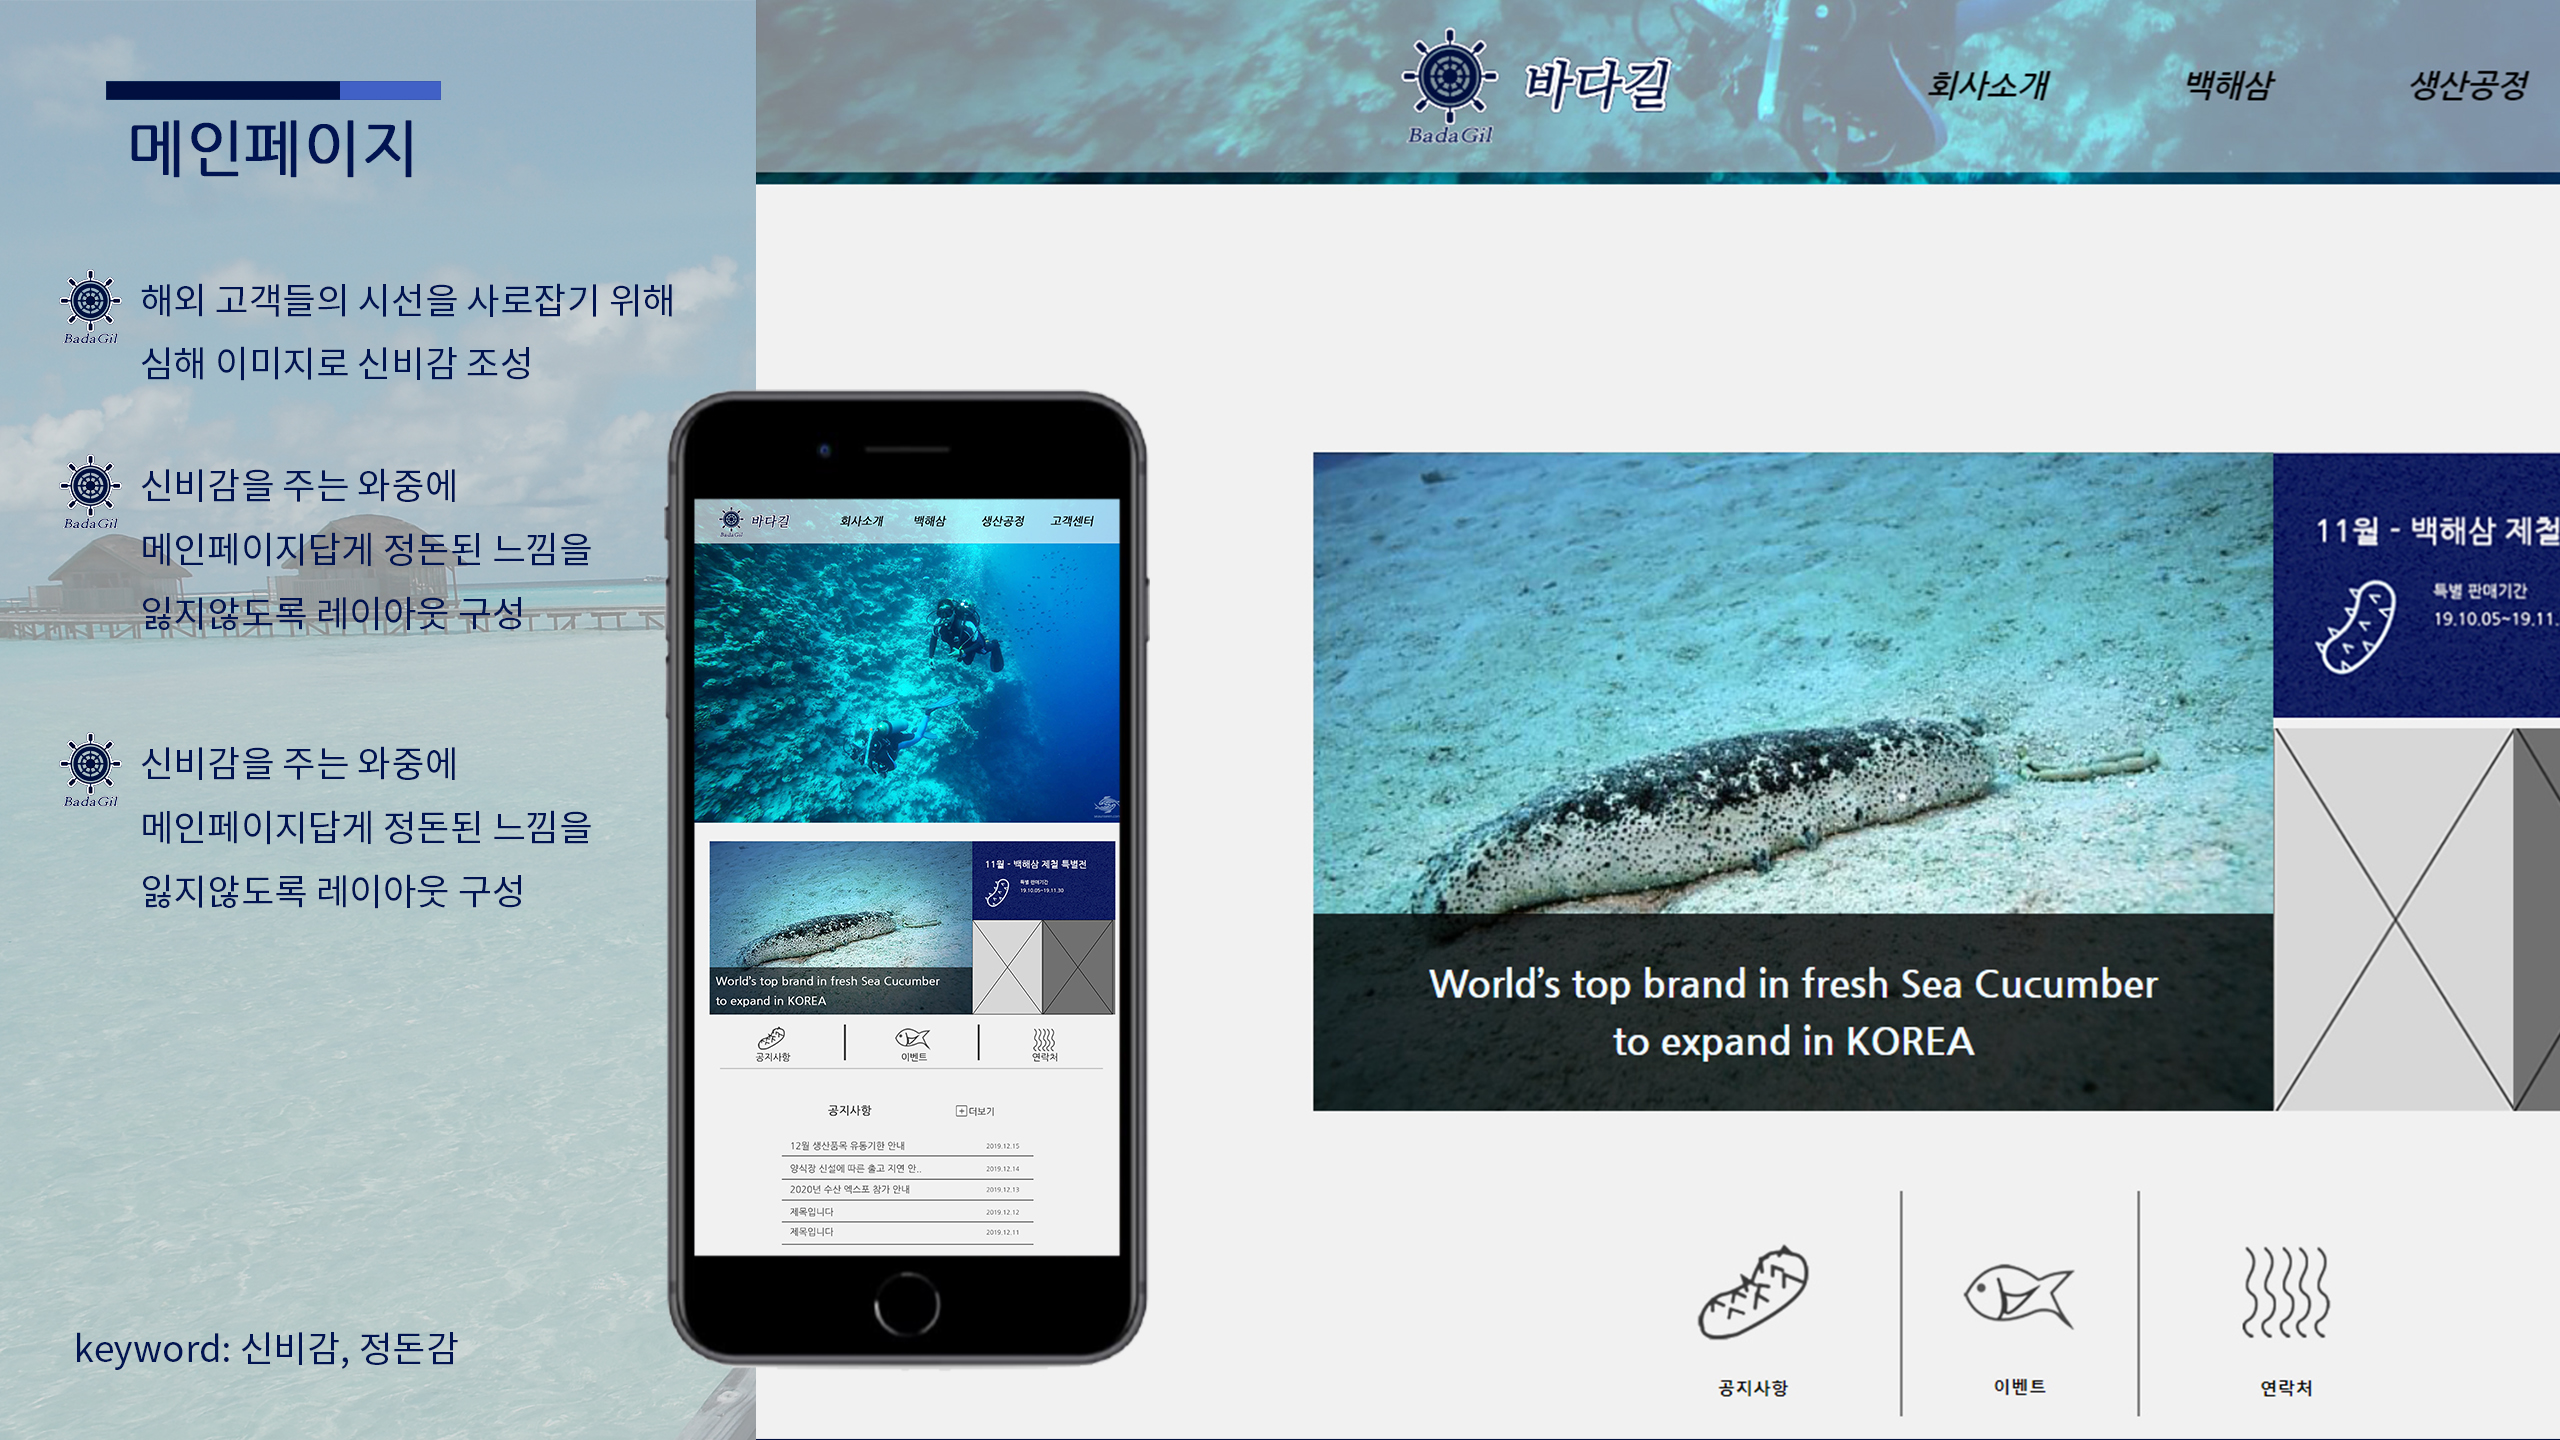 메인페이지
BadaGil
해외 고객들의 시선을 사로잡기 위해
심해 이미지로 신비감 조성
BadaGil
신비감을 주는 와중에
메인페이지답게 정돈된 느낌을
잃지않도록 레이아웃 구성
BadaGil
신비감을 주는 와중에
메인페이지답게 정돈된 느낌을
잃지않도록 레이아웃 구성
keyword: 신비감, 정돈감
BadaGil
바다길 회사소개 백해삼 생산공정 고객센터
11월 - 백해삼 제철 특별전
특별 판매기간
19.10.05~19.11.30
World's top brand in fresh Sea Cucumber
to expand in KOREA
공지사항 이벤트 연락처
공지사항 더보기
12월 생산품목 유통기한 안내 2019.12.15
양식장 신설에 따른 출고 지연 안.. 2019.12.14
2020년 수산 엑스포 참가 안내 2019.12.13
제목입니다 2019.12.12
제목입니다 2019.12.11
BadaGil
바다길 회사소개 백해삼 생산공정
11월 - 백해삼 제철
특별 판매기간
19.10.05~19.11.
World's top brand in fresh Sea Cucumber
to expand in KOREA
공지사항 이벤트 연락처